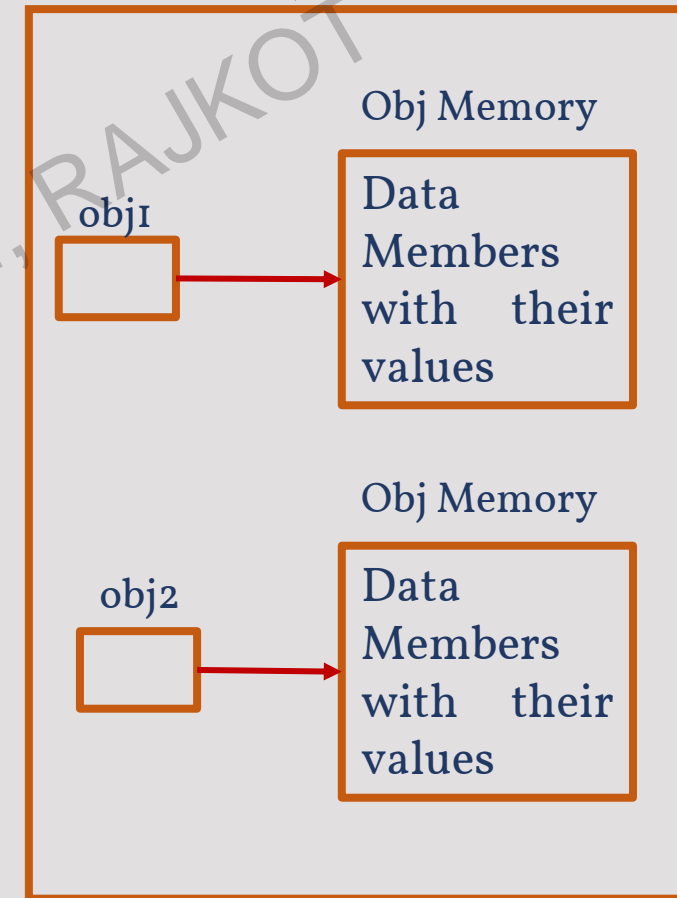 , RAJKOT
Obj Memory
obj1
Data
Members
with their
values
Obj Memory
obj2
Data
Members
with their
values